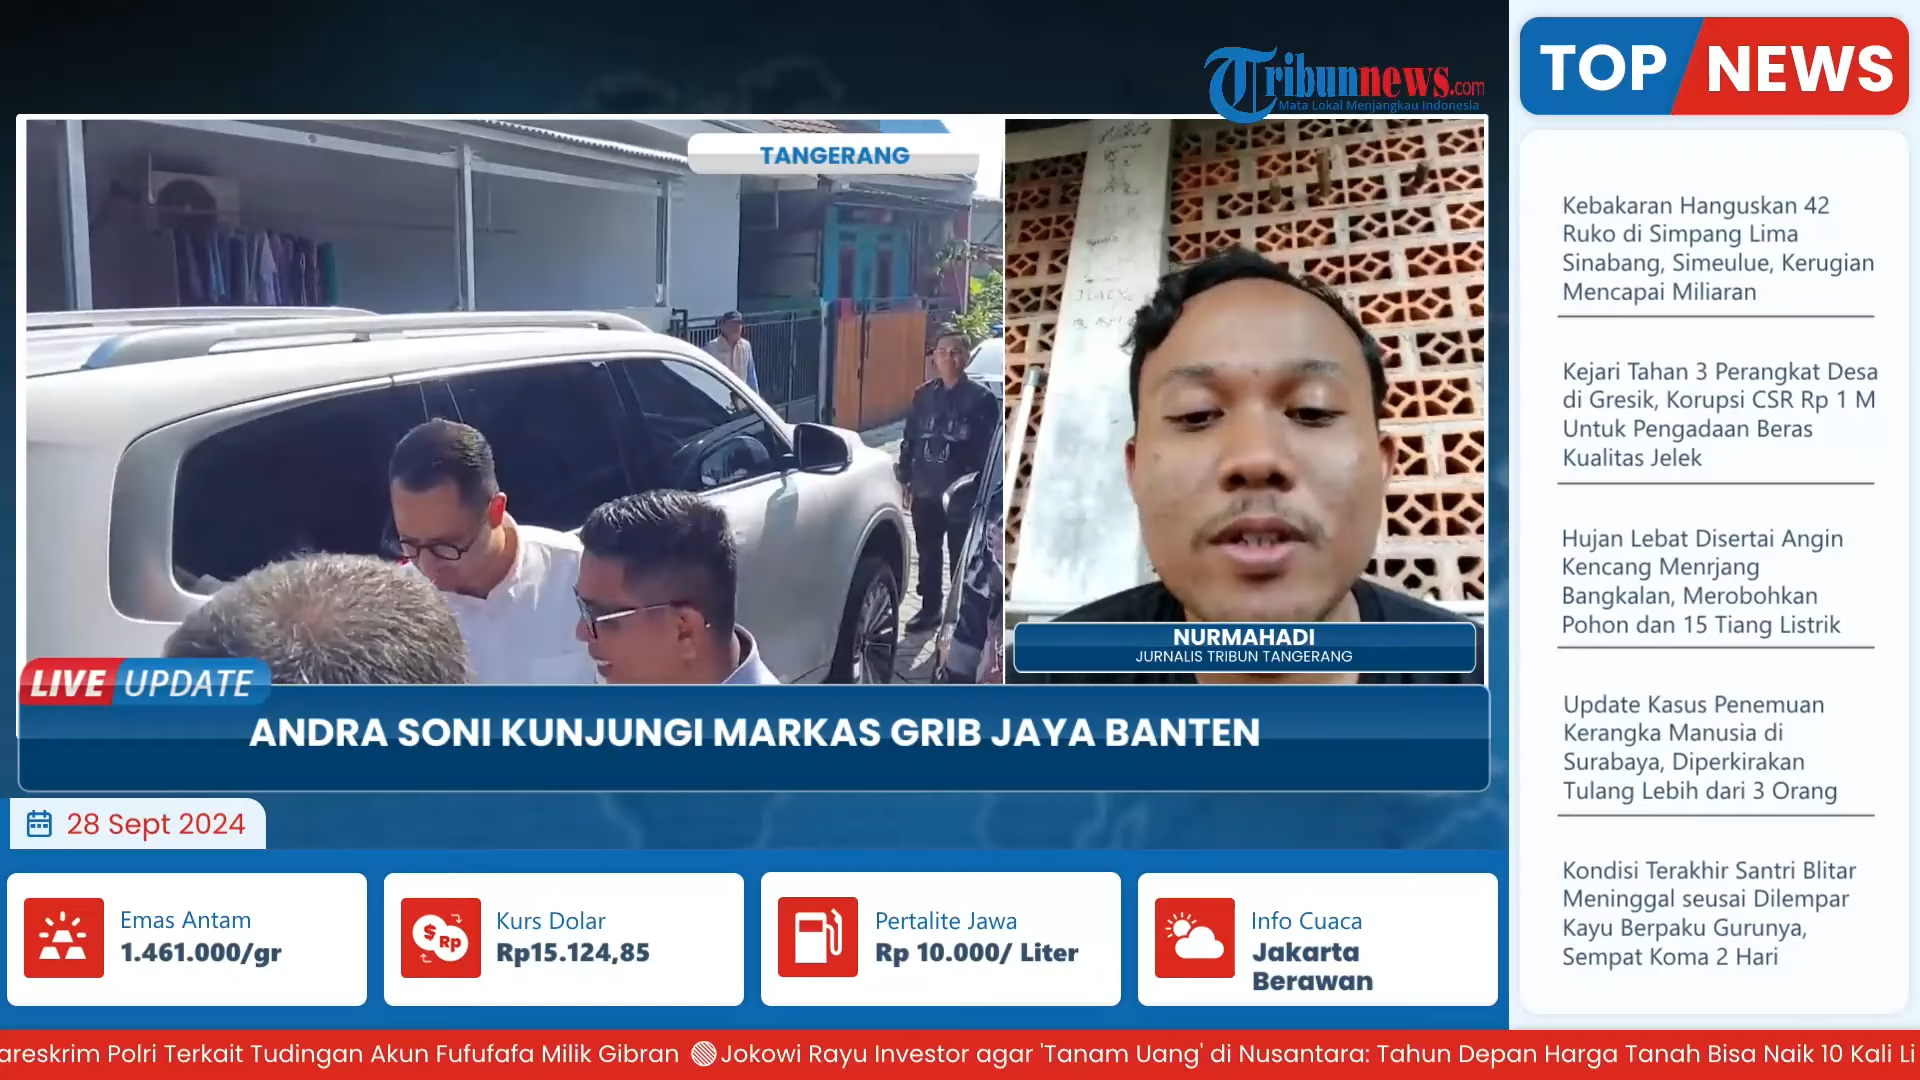 Tribunnews.com
Mata Lokal Menjangkau Indonesia
TOP NEWS
TANGERANG
NURMAHADI
JURNALIS TRIBUN TANGERANG
LIVE UPDATE
ANDRA SONI KUNJUNGI MARKAS GRIB JAYA BANTEN
28 Sept 2024
Emas Antam
1.461.000/gr
Kurs Dolar
Rp15.124,85
Pertalite Jawa
Rp 10.000/ Liter
Info Cuaca
Jakarta
Berawan
Kebakaran Hanguskan 42
Ruko di Simpang Lima
Sinabang, Simeulue, Kerugian
Mencapai Miliaran
Kejari Tahan 3 Perangkat Desa
di Gresik, Korupsi CSR Rp 1 M
Untuk Pengadaan Beras
Kualitas Jelek
Hujan Lebat Disertai Angin
Kencang Menrjang
Bangkalan, Merobohkan
Pohon dan 15 Tiang Listrik
Update Kasus Penemuan
Kerangka Manusia di
Surabaya, Diperkirakan
Tulang Lebih dari 3 Orang
Kondisi Terakhir Santri Blitar
Meninggal seusai Dilempar
Kayu Berpaku Gurunya,
Sempat Koma 2 Hari
areskrim Polri Terkait Tudingan Akun Fufufafa Milik Gibran Jokowi Rayu Investor agar 'Tanam Uang' di Nusantara: Tahun Depan Harga Tanah Bisa Naik 10 Kali Li